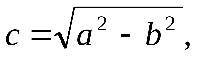 c = √(a² − b²),